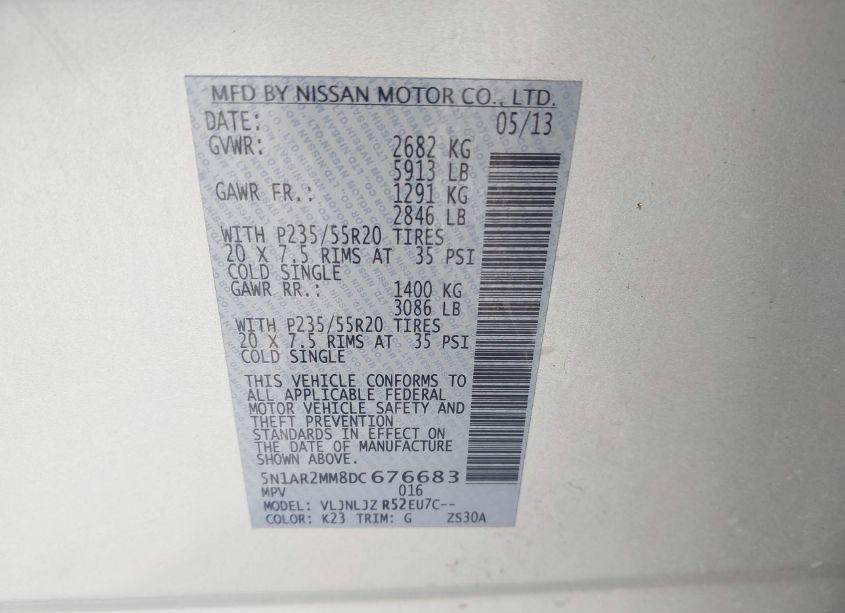 MFD BY NISSAN MOTOR CO., LTD.
DATE: 05/13
GVWR: 2682 KG
5913 LB
GAWR FR.: 1291 KG
2846 LB
WITH P235/55R20 TIRES
20 X 7.5 RIMS AT 35 PSI
COLD SINGLE
GAWR RR.: 1400 KG
3086 LB
WITH P235/55R20 TIRES
20 X 7.5 RIMS AT 35 PSI
COLD SINGLE
THIS VEHICLE CONFORMS TO
ALL APPLICABLE FEDERAL
MOTOR VEHICLE SAFETY AND
THEFT PREVENTION
STANDARDS IN EFFECT ON
THE DATE OF MANUFACTURE
SHOWN ABOVE.
5N1AR2MM8DC676683
MPV 016
MODEL: VLJNLJZ R52EU7C--
COLOR: K23 TRIM: G ZS30A